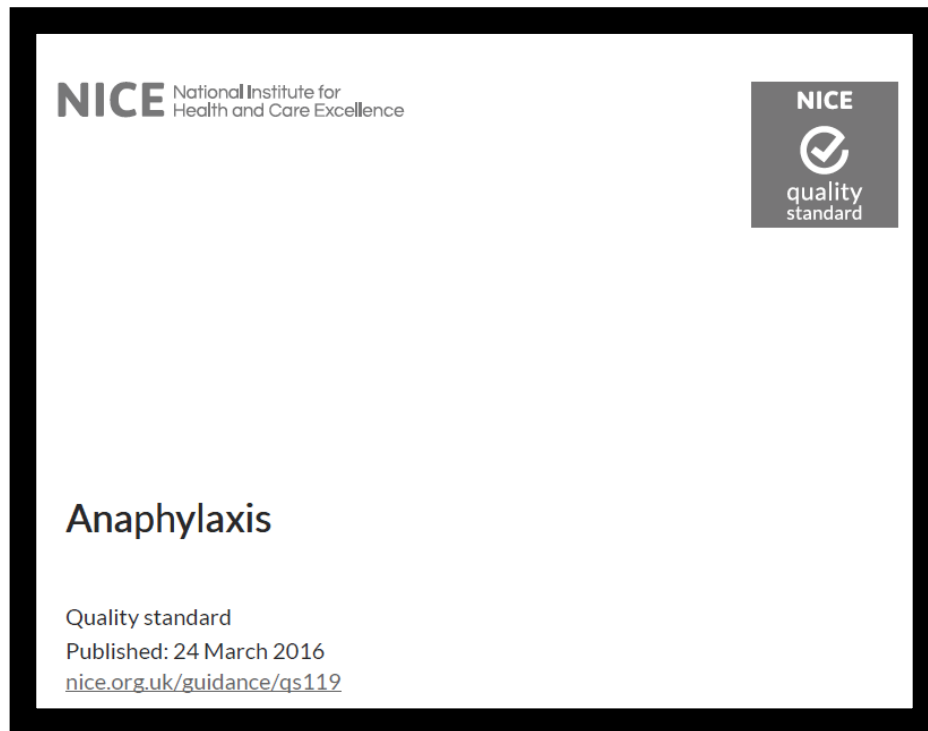 NICE National Institute for
Health and Care Excellence
NICE
quality
standard
Anaphylaxis
Quality standard
Published: 24 March 2016
nice.org.uk/guidance/qs119